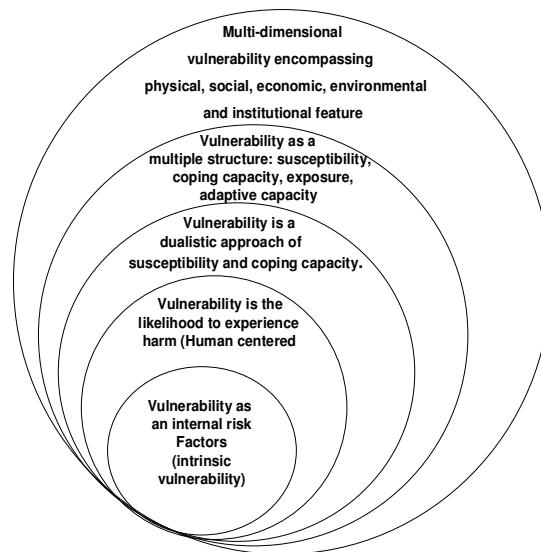 Multi-dimensional
vulnerability encompassing
physical, social, economic, environmental
and institutional feature
Vulnerability as a
multiple structure: susceptibility,
coping capacity, exposure,
adaptive capacity
Vulnerability is a
dualistic approach of
susceptibility and coping capacity.
Vulnerability is the
likelihood to experience
harm (Human centered
Vulnerability as
an internal risk
Factors
(intrinsic
vulnerability)